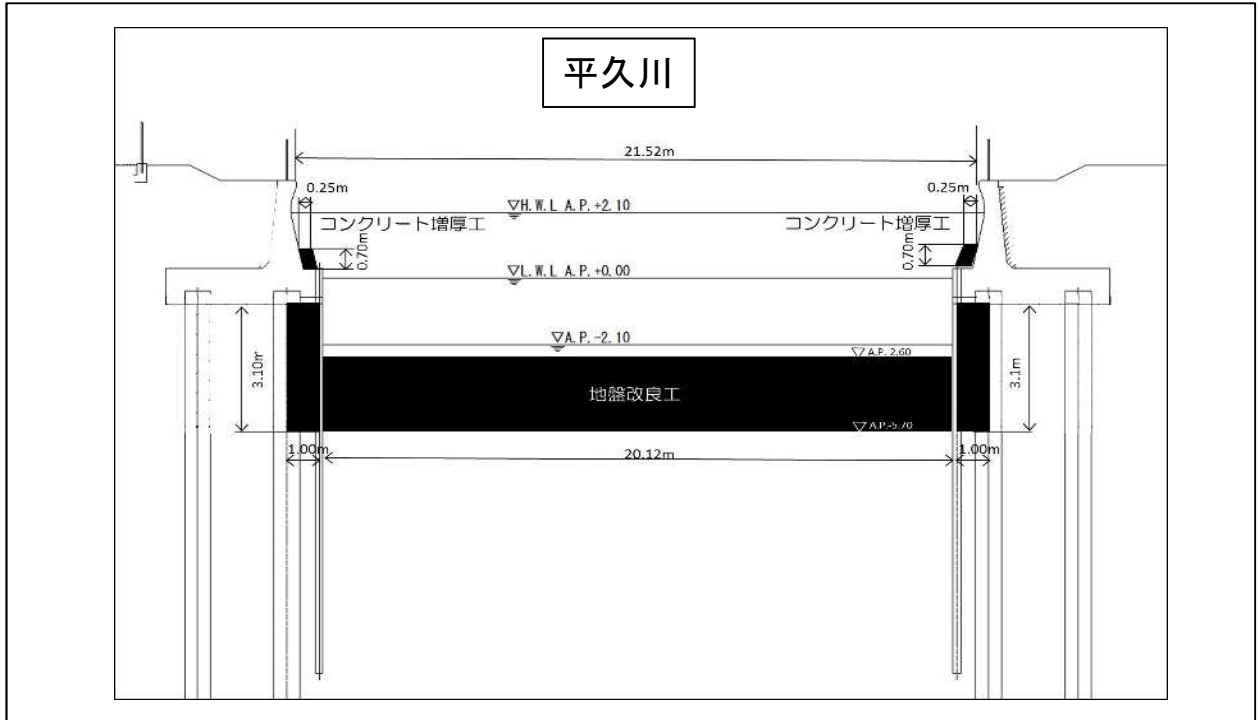 平久川
21.52m
0.25m
0.25m
▽H.W.L A.P.+2.10
コンクリート増厚工
コンクリート増厚工
0.70m
0.70m
▽L.W.L A.P.+0.00
▽A.P.-2.10
▽A.P.-2.60
3.10m
3.1m
地盤改良工
▽A.P.-5.70
1.00m
20.12m
1.00m